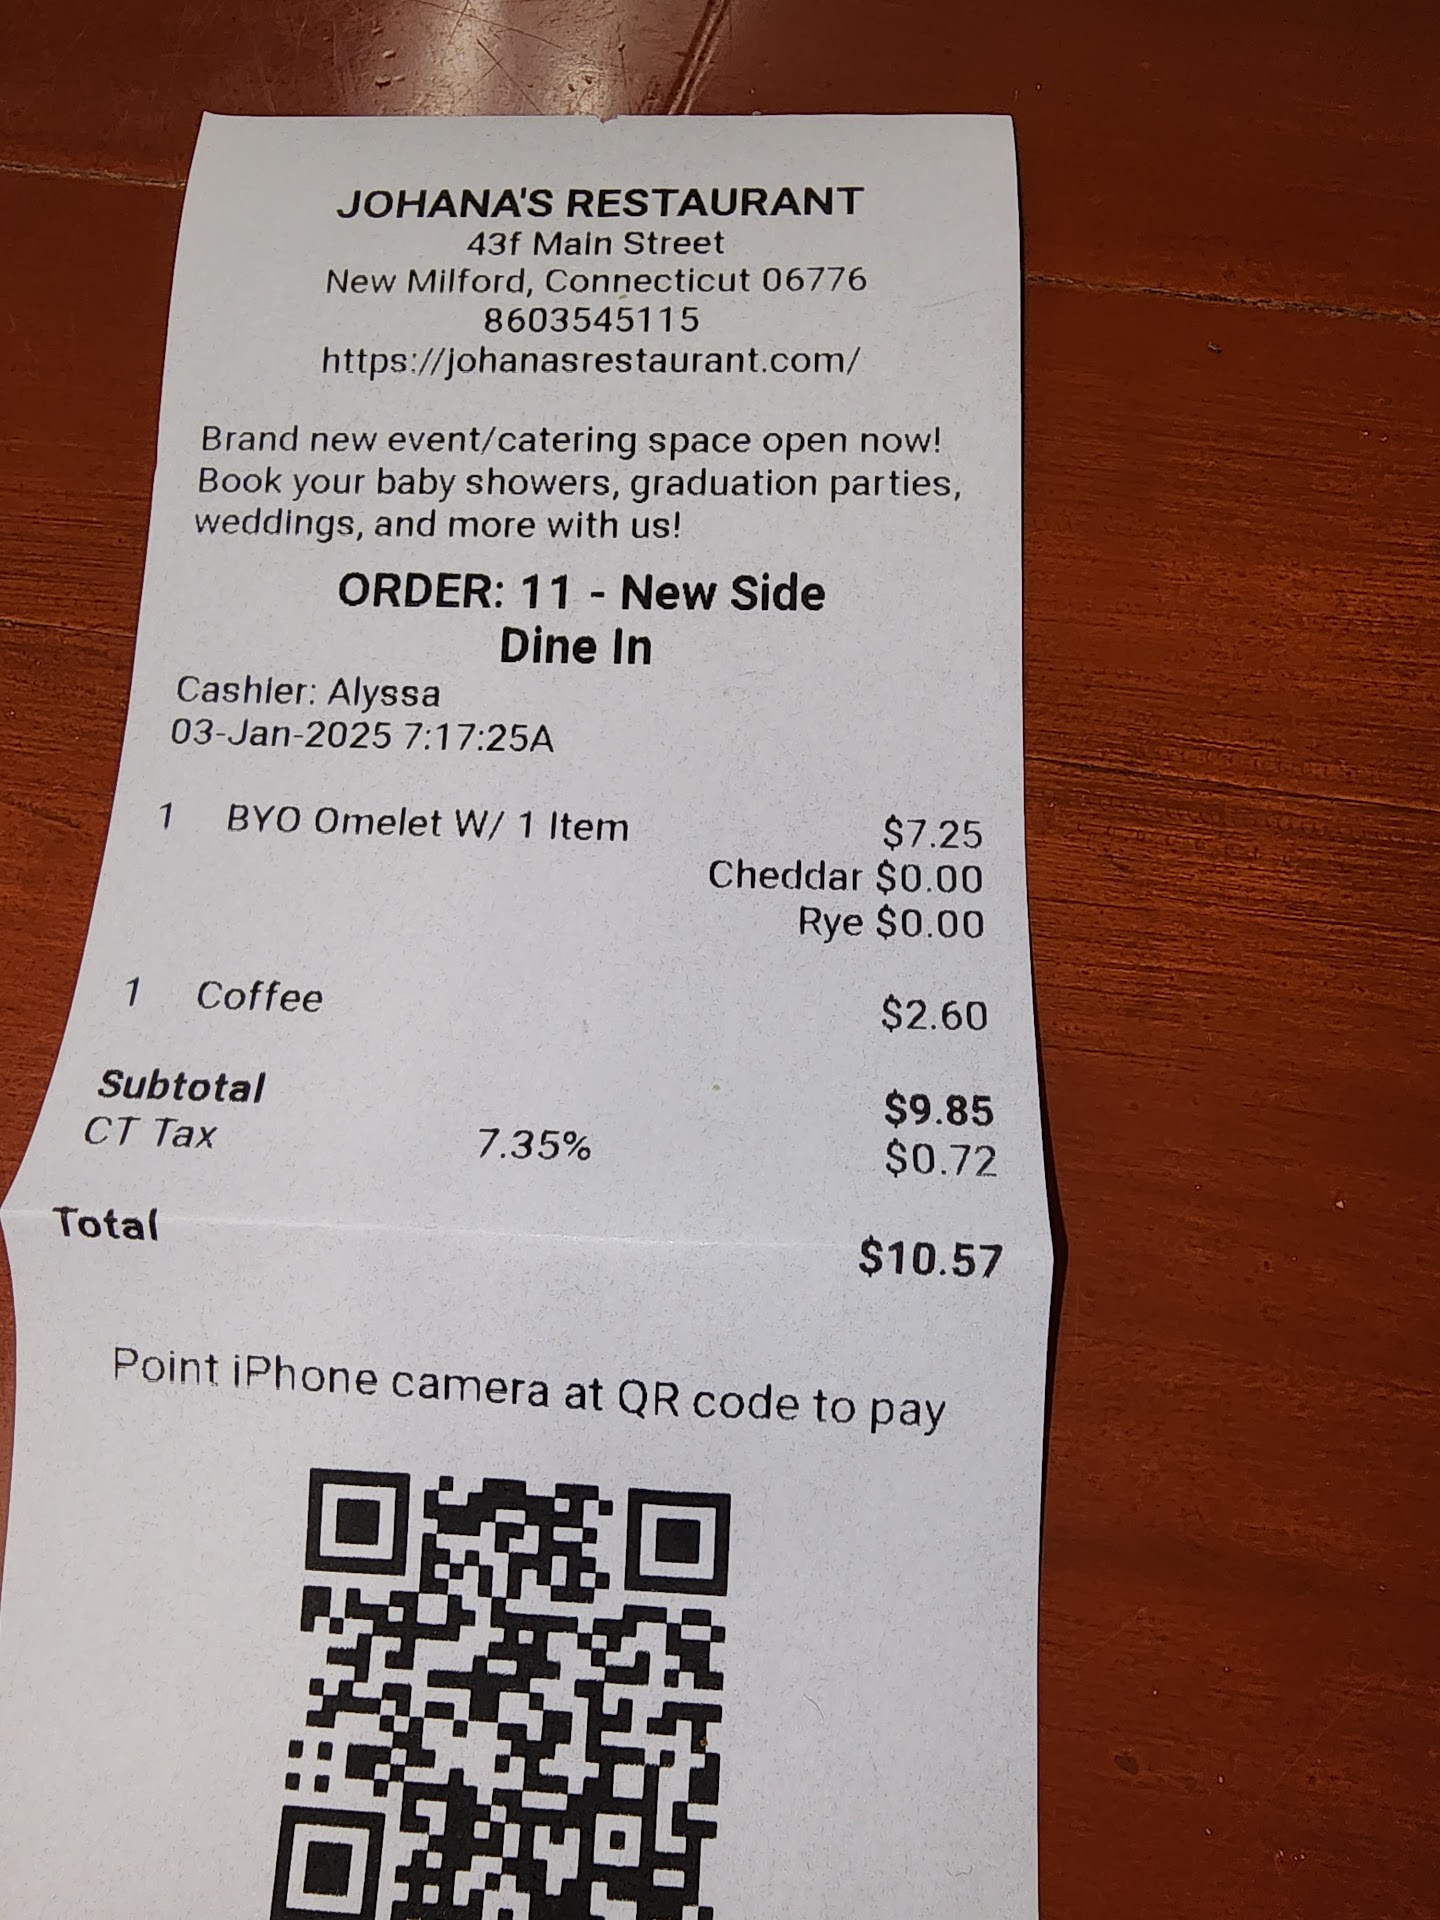 JOHANA'S RESTAURANT
43f Main Street
New Milford, Connecticut 06776
8603545115
https://johanasrestaurant.com/
Brand new event/catering space open now!
Book your baby showers, graduation parties,
weddings, and more with us!
ORDER: 11 - New Side
Dine In
Cashier: Alyssa
03-Jan-2025 7:17:25A
1 BYO Omelet W/ 1 Item $7.25
Cheddar $0.00
Rye $0.00
1 Coffee $2.60
Subtotal $9.85
CT Tax 7.35% $0.72
Total $10.57
Point iPhone camera at QR code to pay